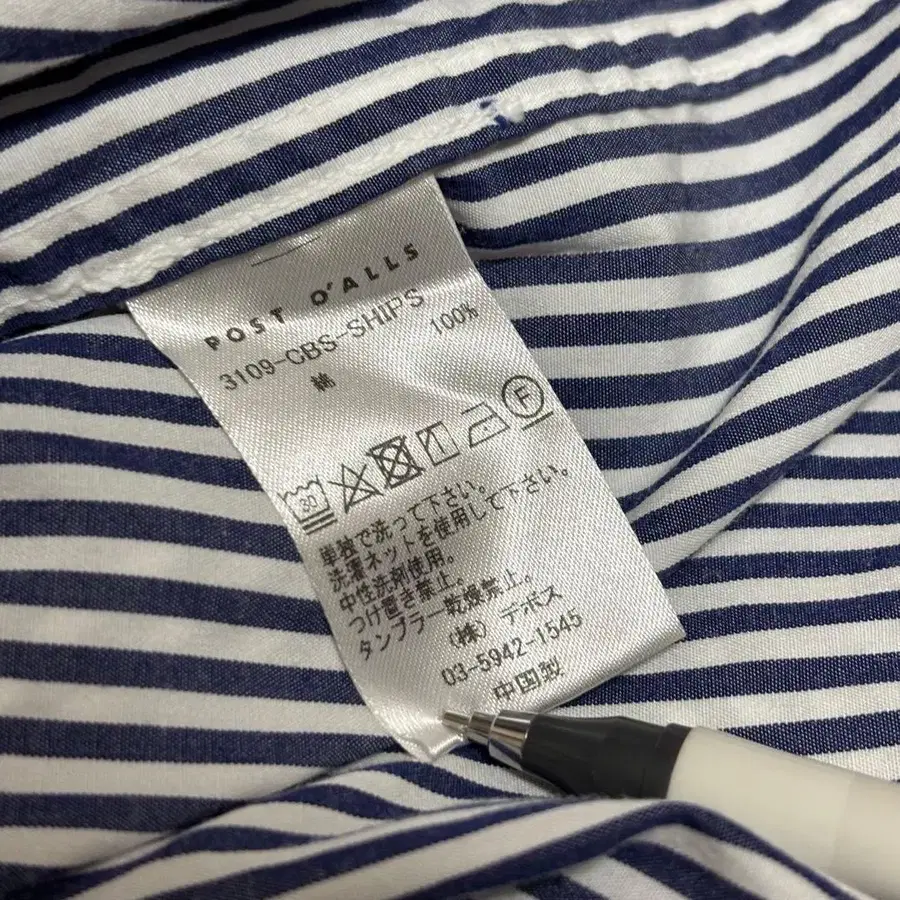 POST O'ALLS
3109-CBS-SHIPS
綿 100%
30
F
単独で洗って下さい。
洗濯ネットを使用して下さい。
中性洗剤使用。
つけ置き禁止。
タンブラー乾燥禁止。
(株) デポス
03-5942-1545
中国製